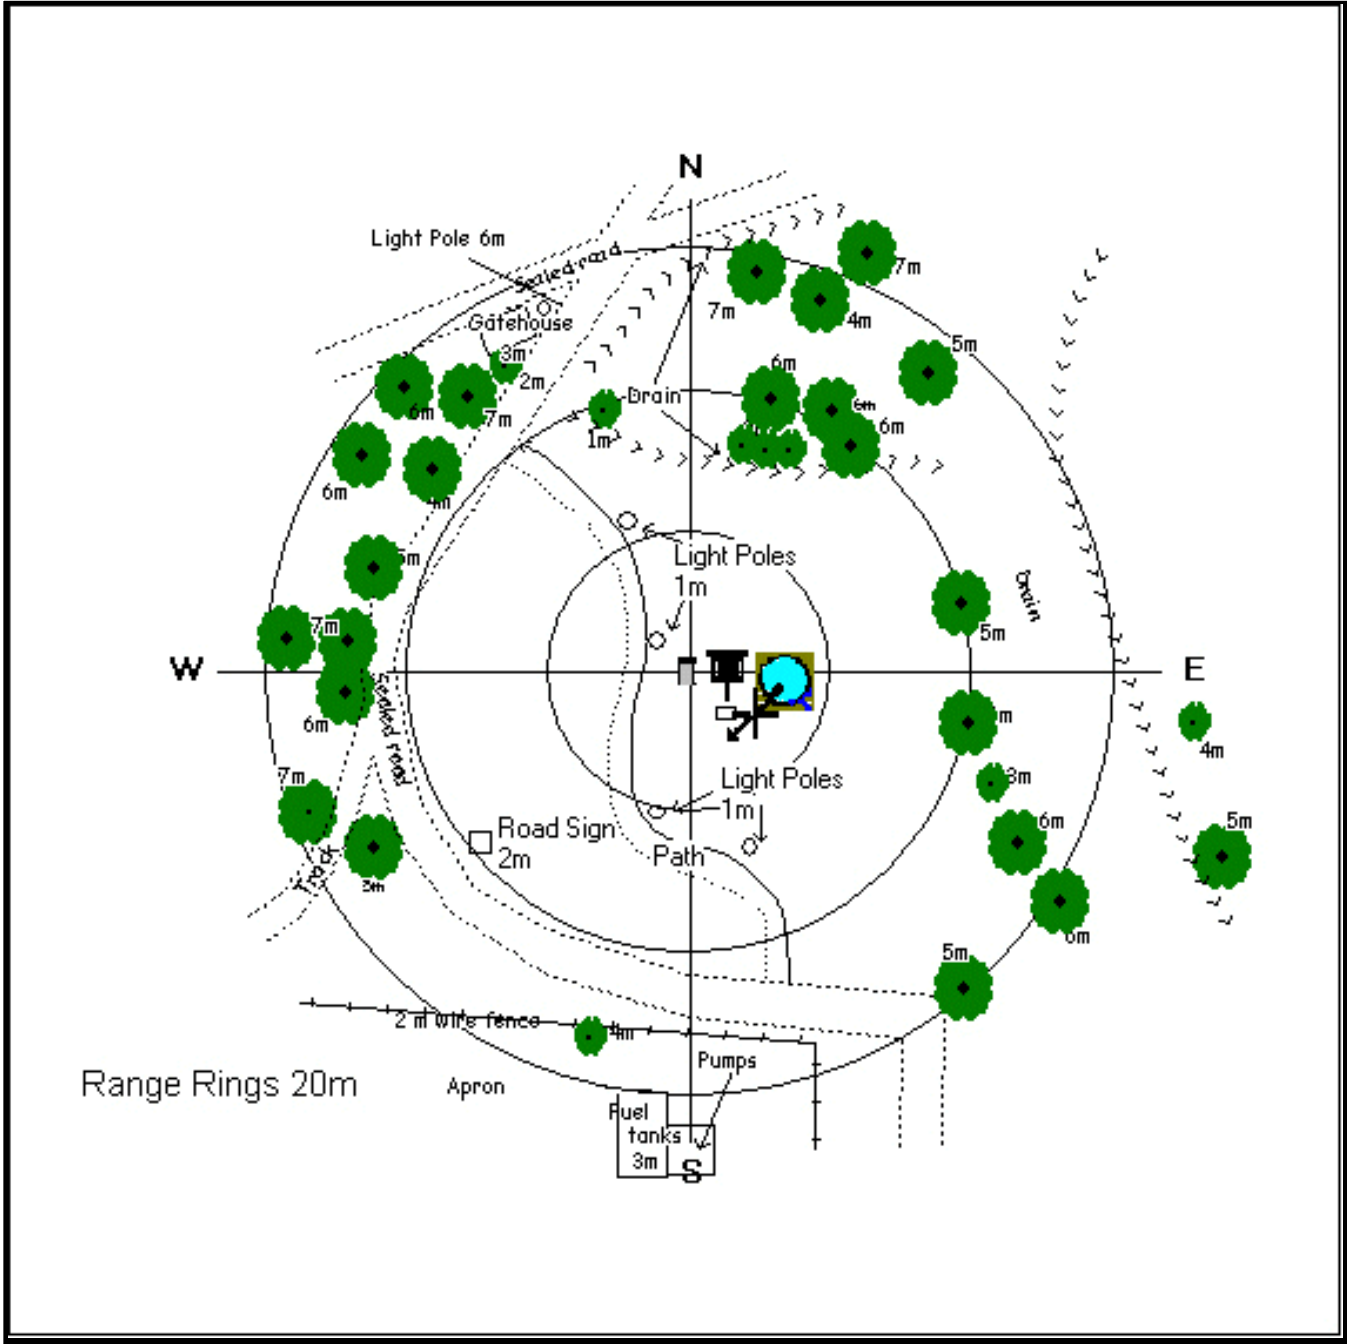 N
Light Pole 6m
Sealed road
Gatehouse
3m
2m
7m
7m
4m
5m
6m
7m
6m
6m
6m
Drain
1m
6m
4m
5m
Light Poles
1m
Drain
7m
5m
W
E
6m
Sealed road
m
4m
3m
7m
Light Poles
1m
Road Sign
2m
6m
5m
Path
Track
3m
6m
5m
2 m wire fence
4m
Pumps
Range Rings 20m
Apron
Fuel
tanks
3m
S